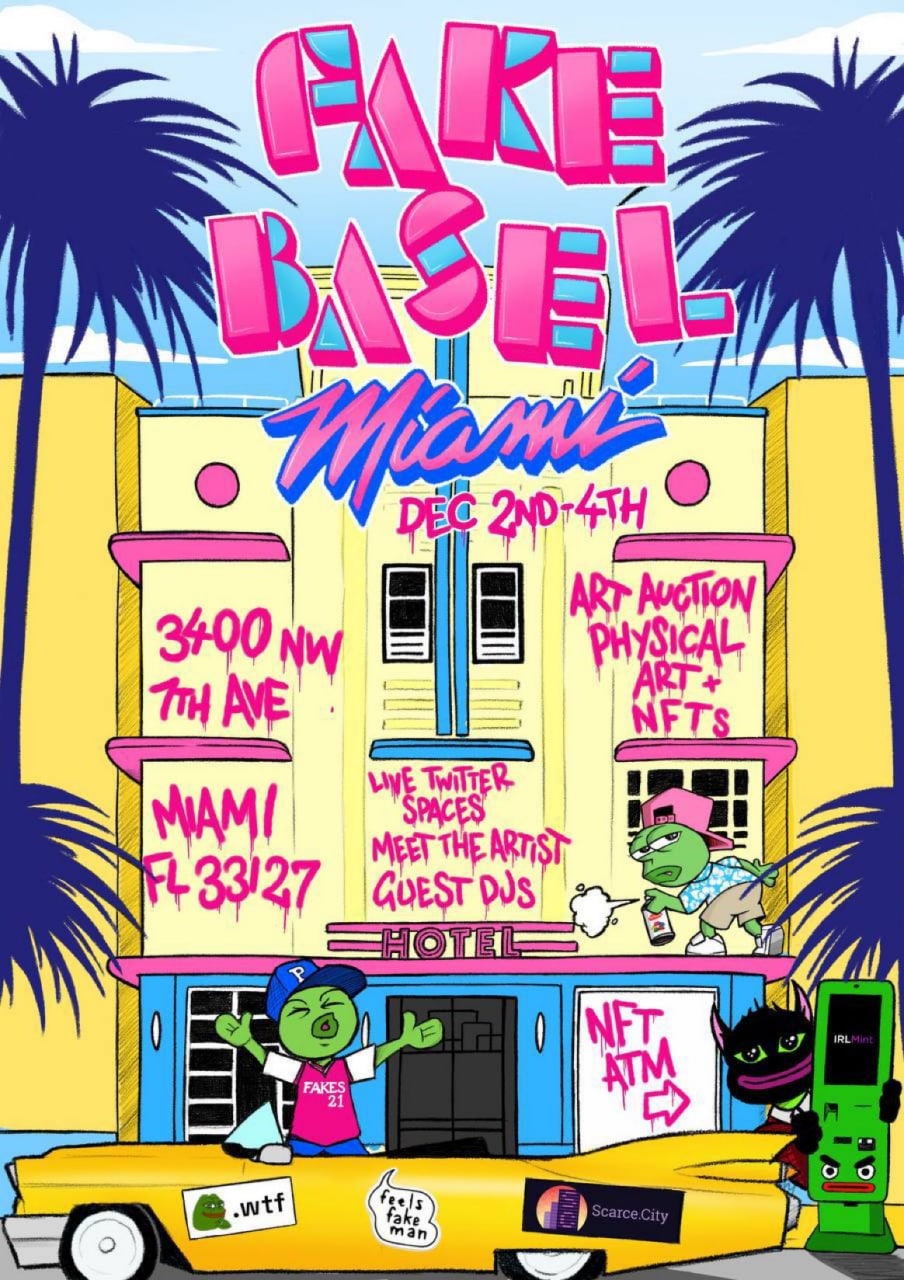 FAKE
BASEL
Miami
DEC 2ND-4TH
3400 NW
7TH AVE
MIAMI
FL 33127
ART AUCTION
PHYSICAL
ART +
NFTS
LIVE TWITTER
SPACES
MEET THE ARTIST
GUEST DJS
HOTEL
P
FAKES
21
NFT
ATM
IRLMint
.wtf
feels
fake
man
Scarce.City